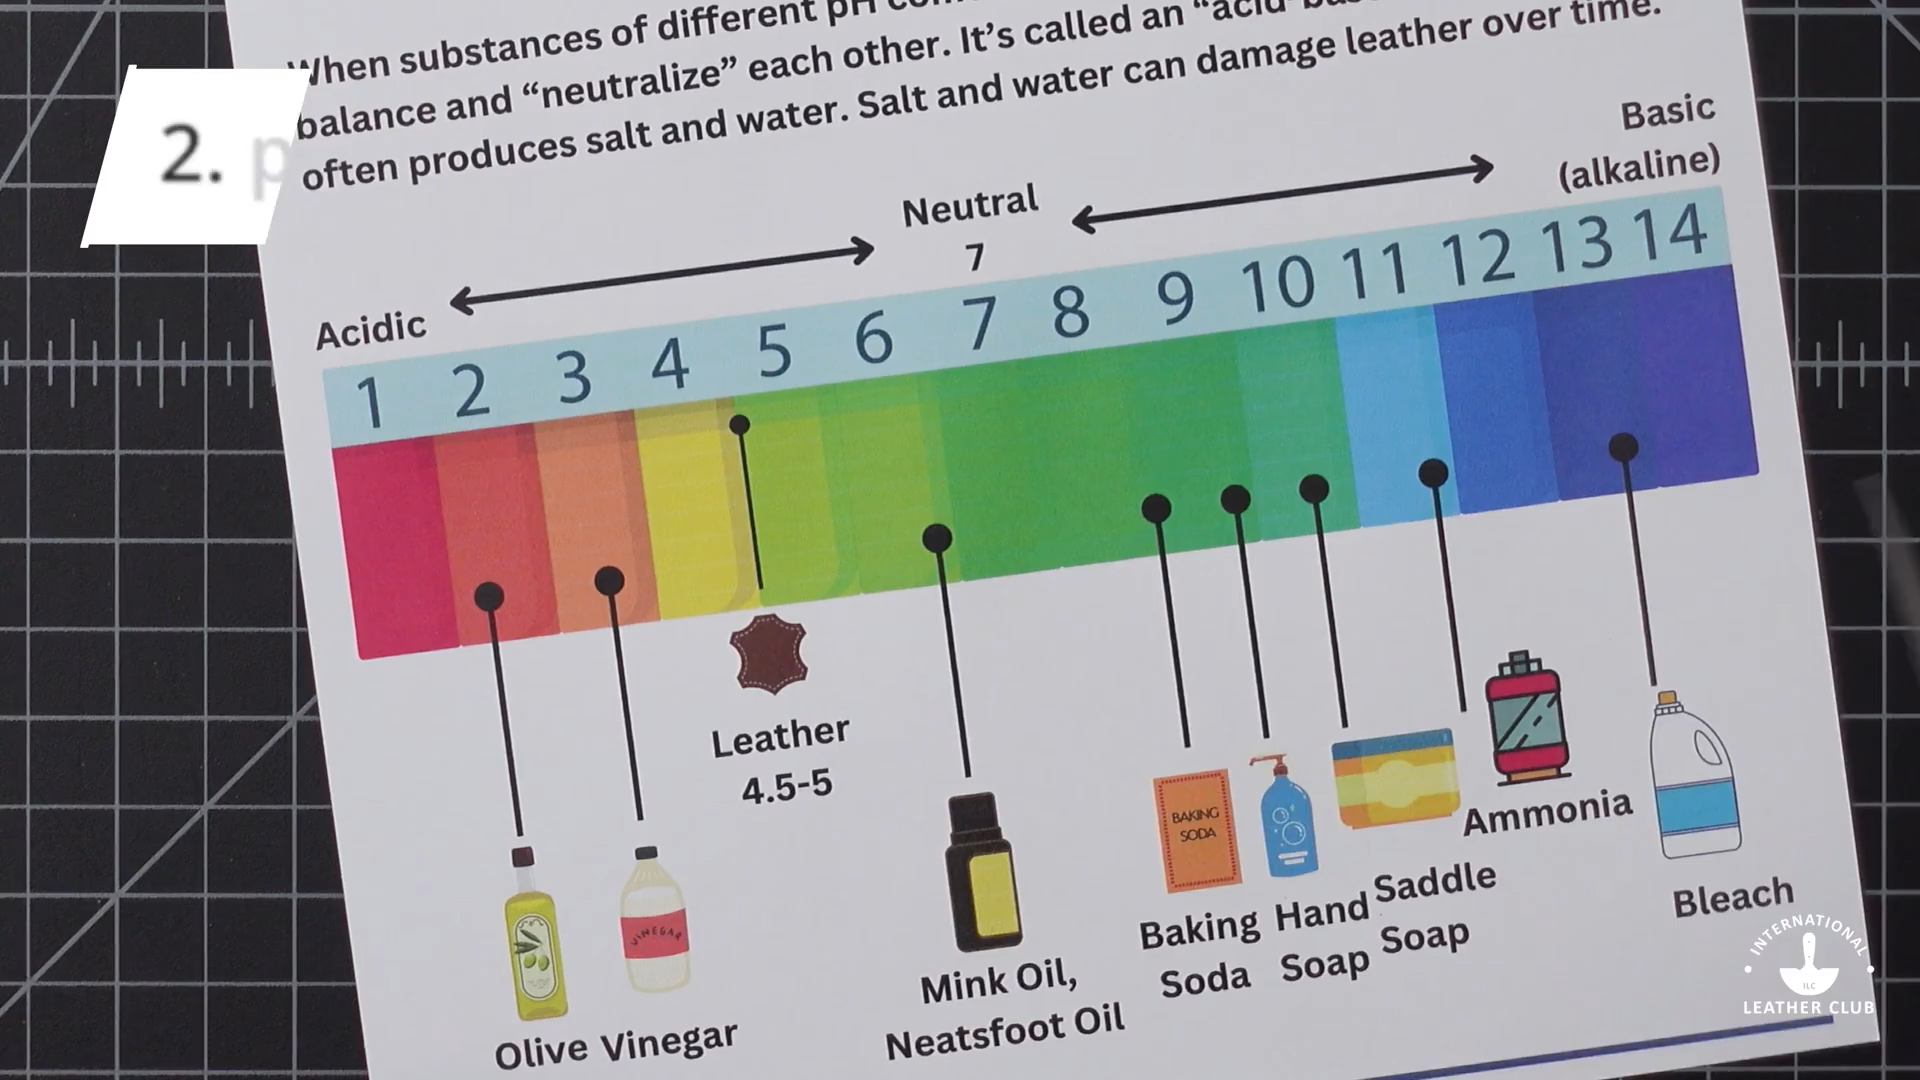 When substances of different pH
balance and “neutralize” each other. It’s called an “acid
often produces salt and water. Salt and water can damage leather over time.
2.
Acidic
Neutral
7
Basic
(alkaline)
1 2 3 4 5 6 7 8 9 10 11 12 13 14
Leather
4.5-5
VINEGAR
BAKING
SODA
Olive
Vinegar
Mink Oil,
Neatsfoot Oil
Baking
Soda
Hand
Soap
Saddle
Soap
Ammonia
Bleach
INTERNATIONAL
ILC
LEATHER CLUB